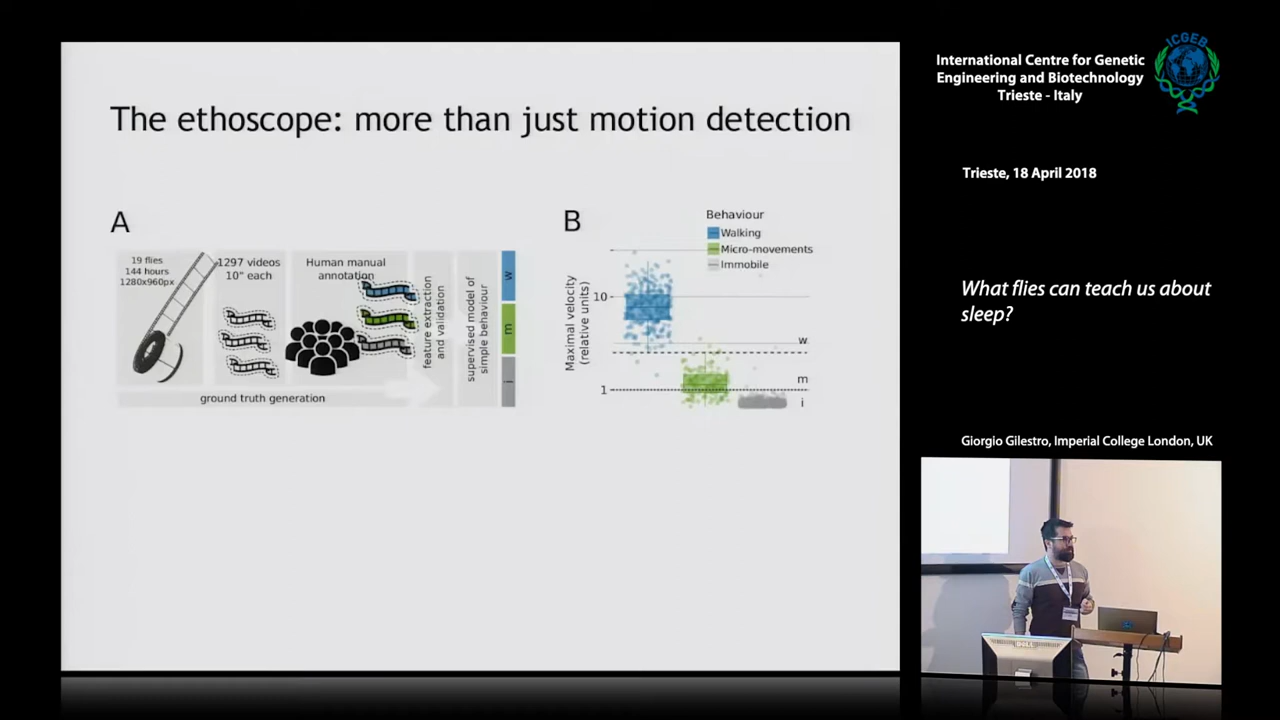 The ethoscope: more than just motion detection
A
19 flies
144 hours
1280x960px
1297 videos
10" each
Human manual
annotation
feature extraction
and validation
supervised model of
simple behaviour
w
m
i
ground truth generation
B
Behaviour
Walking
Micro-movements
Immobile
Maximal velocity
(relative units)
10
1
w
m
i
International Centre for Genetic
Engineering and Biotechnology
Trieste - Italy
ICGEB
Trieste, 18 April 2018
What flies can teach us about
sleep?
Giorgio Gilestro, Imperial College London, UK